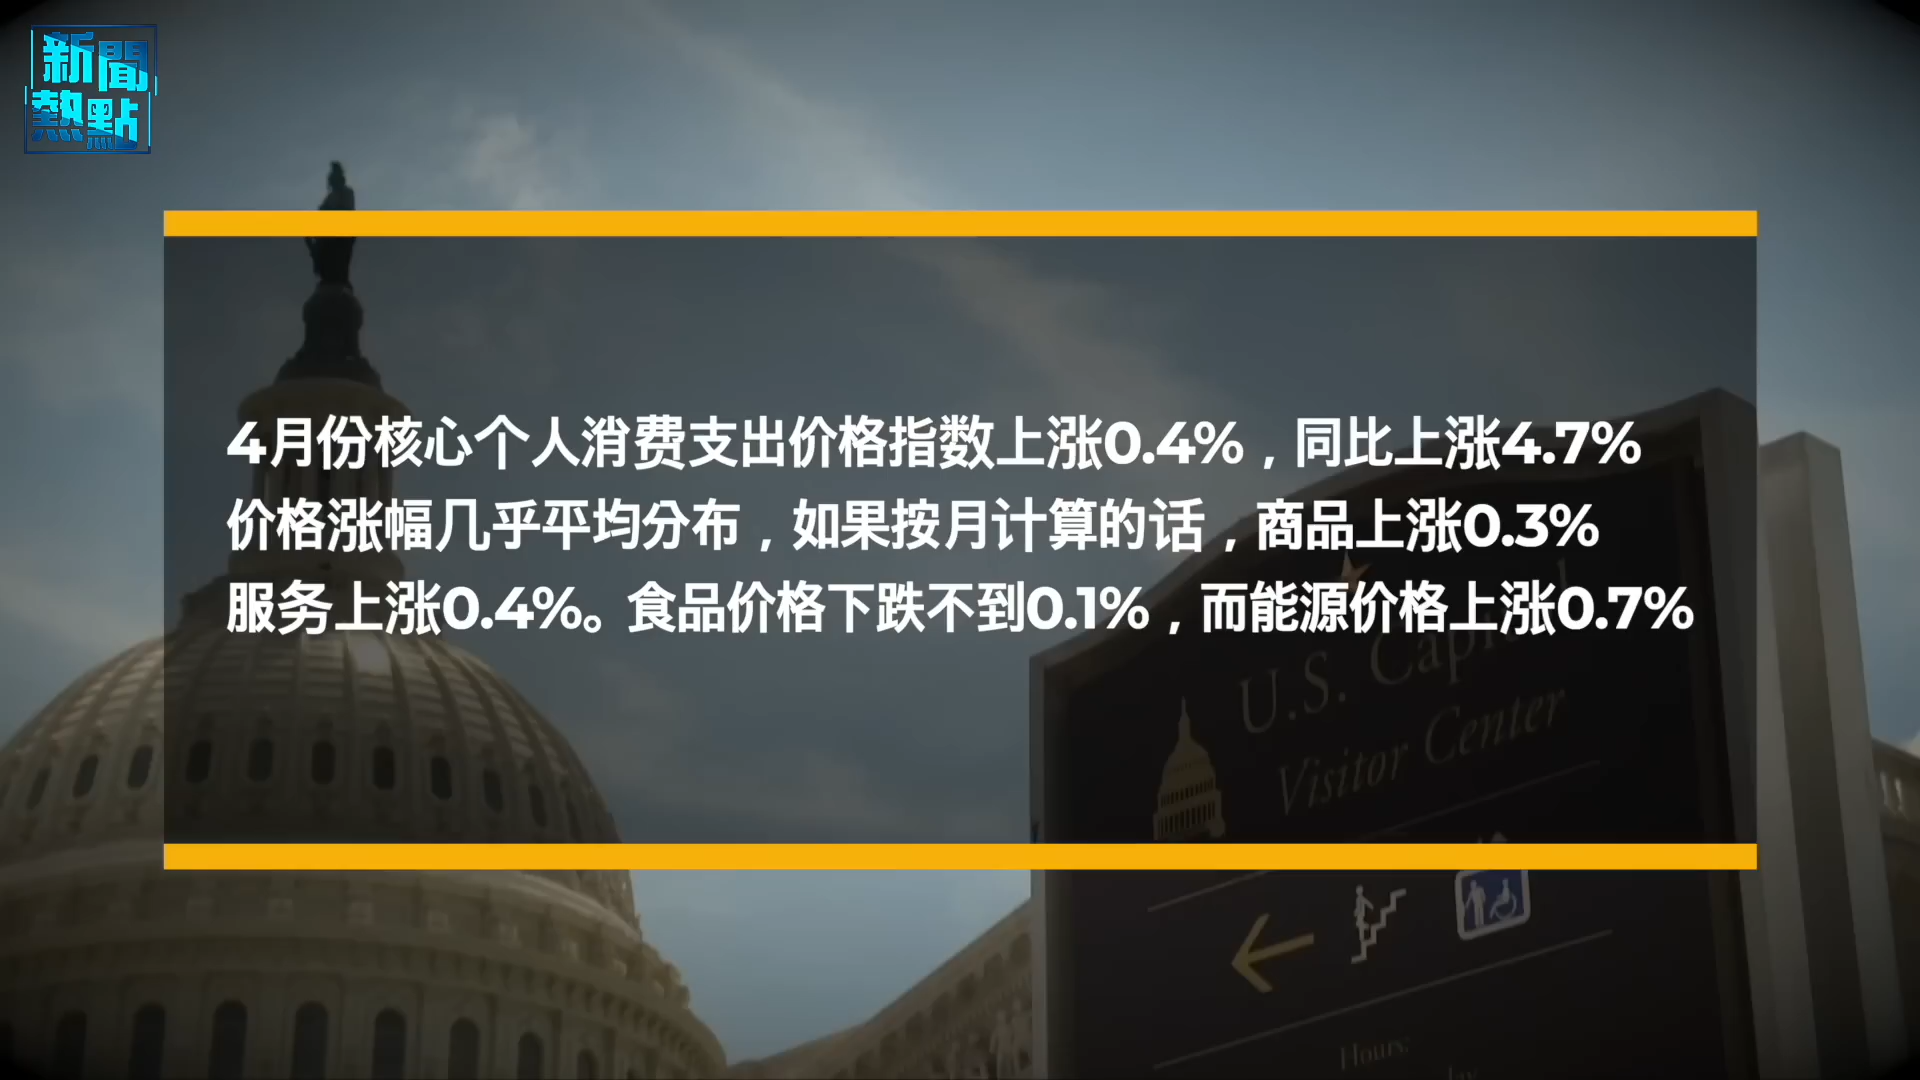 新聞
熱點
4月份核心个人消费支出价格指数上涨0.4%，同比上涨4.7%
价格涨幅几乎平均分布，如果按月计算的话，商品上涨0.3%
服务上涨0.4%。食品价格下跌不到0.1%，而能源价格上涨0.7%
U.S. Capitol
Visitor Center
Hours: